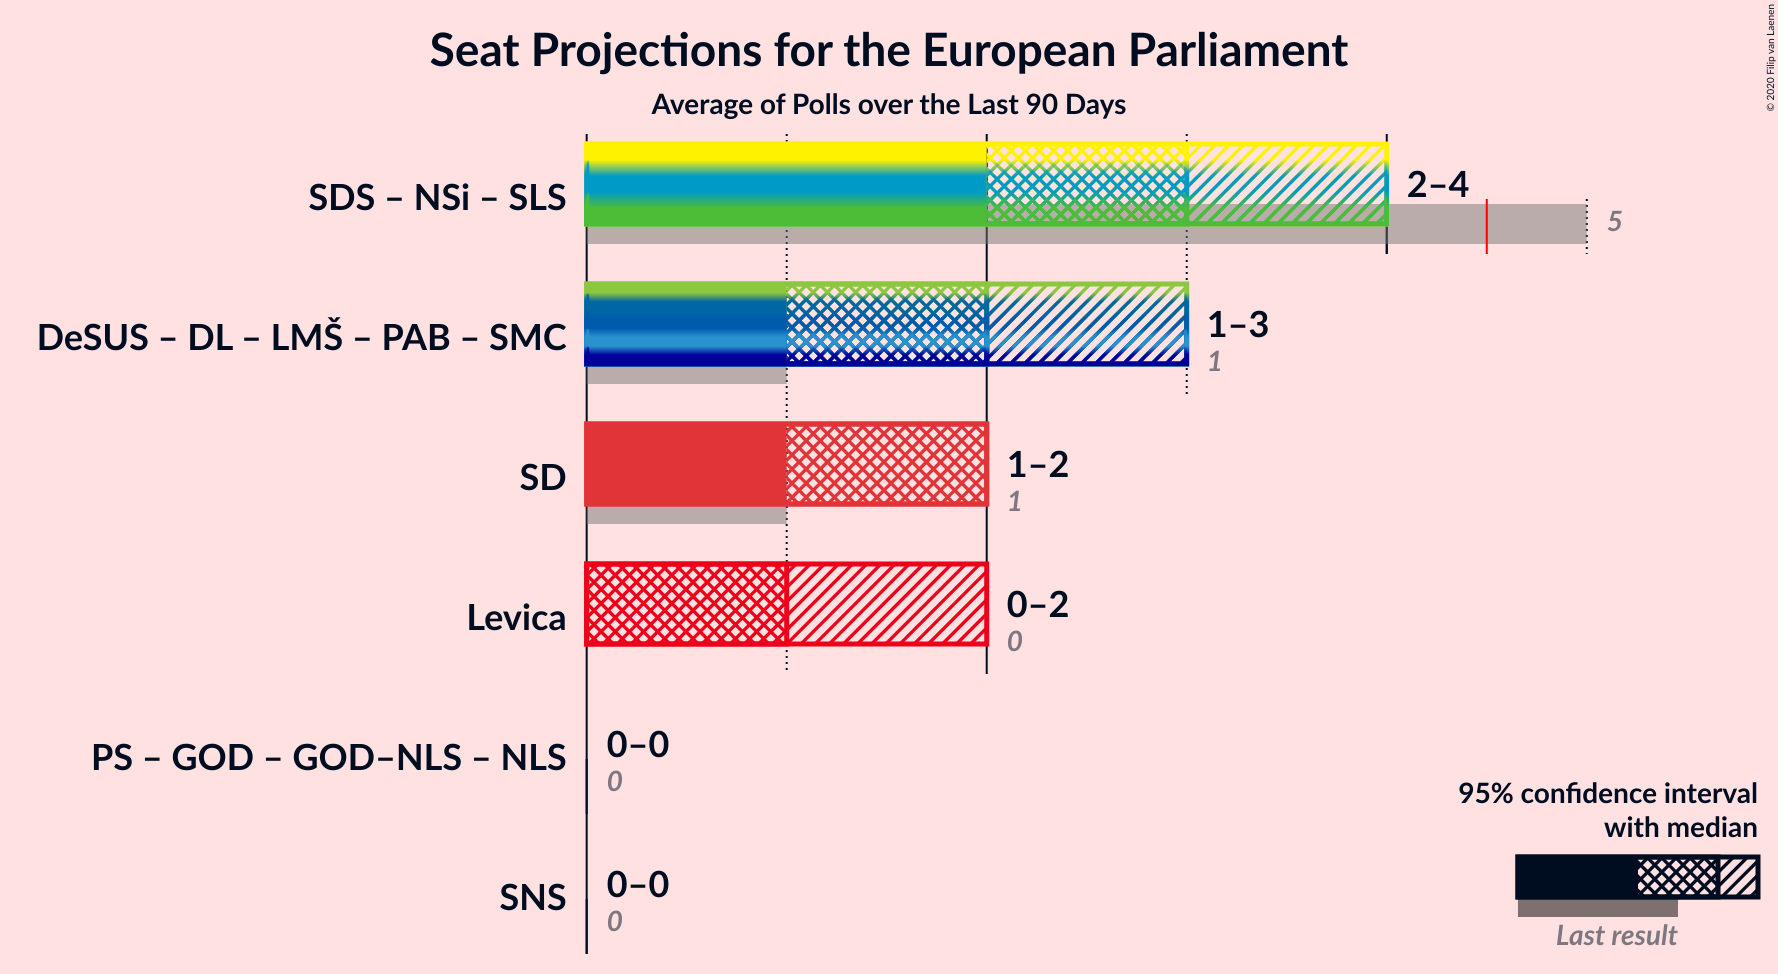 Seat Projections for the European Parliament
Average of Polls over the Last 90 Days
© 2020 Filip van Laenen
SDS – NSi – SLS
2–4
5
DeSUS – DL – LMŠ – PAB – SMC
1–3
1
SD
1–2
1
Levica
0–2
0
PS – GOD – GOD–NLS – NLS
0–0
0
SNS
0–0
0
95% confidence interval
with median
Last result